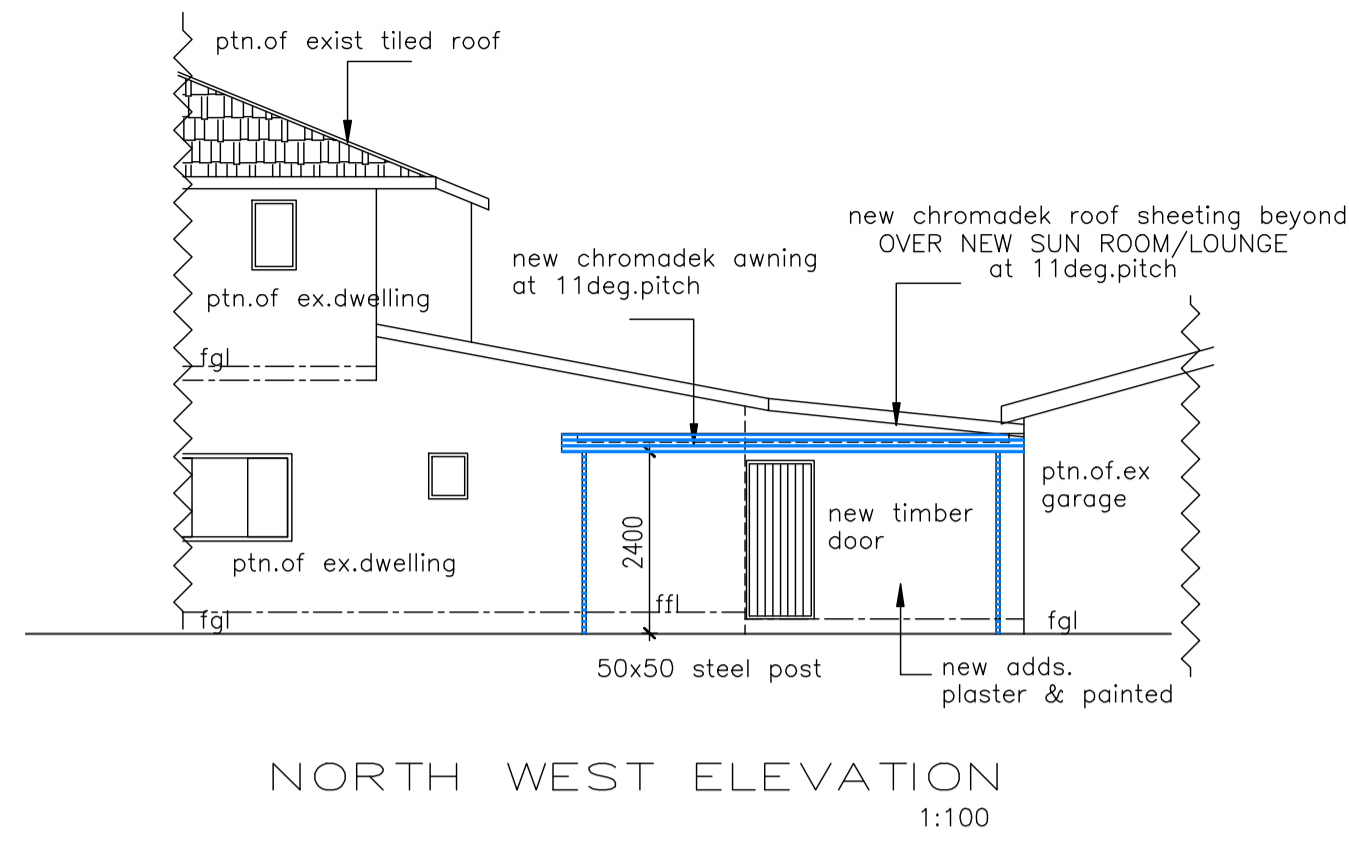 ptn.of exist tiled roof
new chromadek roof sheeting beyond
OVER NEW SUN ROOM/LOUNGE
at 11deg.pitch
new chromadek awning
at 11deg.pitch
ptn.of ex.dwelling
fgl
ptn.of.ex
garage
new timber
door
2400
ptn.of ex.dwelling
ffl
fgl
fgl
50x50 steel post
new adds.
plaster & painted
NORTH WEST ELEVATION
1:100